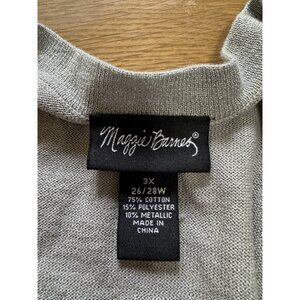 Maggie Barnes®
3X
26/28W
75% COTTON
15% POLYESTER
10% METALLIC
MADE IN
CHINA